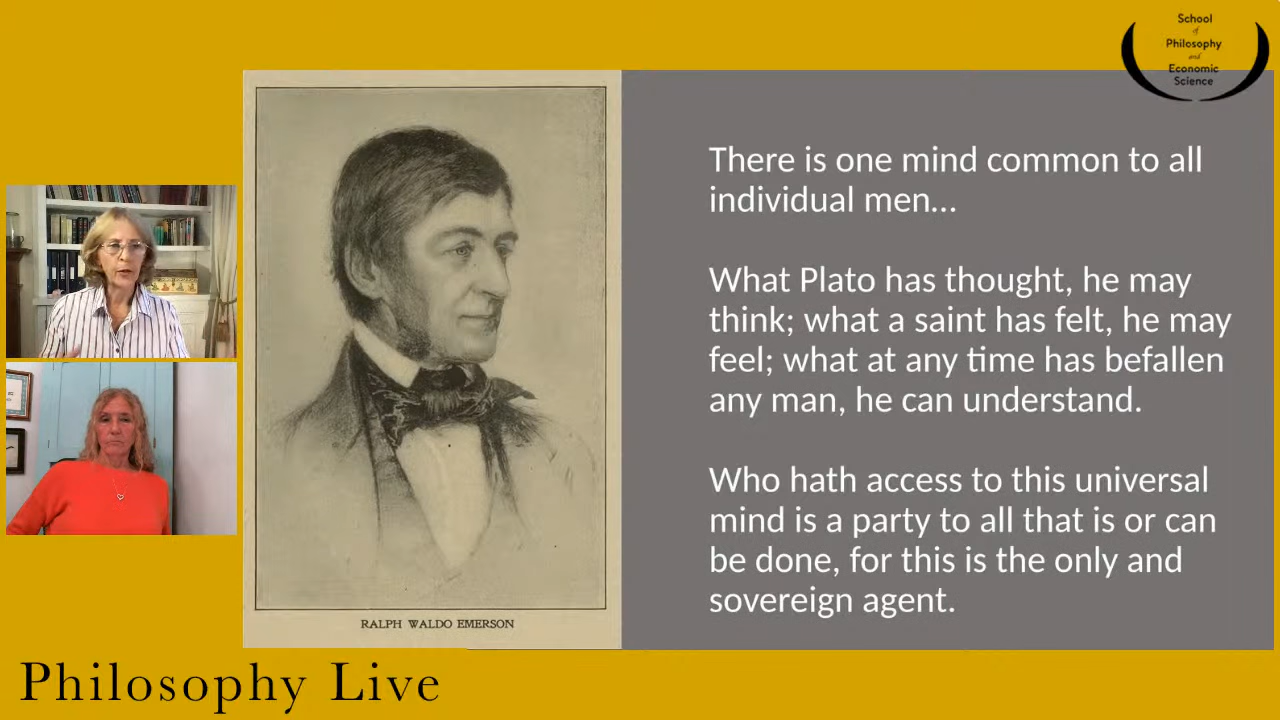 School
of
Philosophy
and
Economic
Science
There is one mind common to all
individual men...
What Plato has thought, he may
think; what a saint has felt, he may
feel; what at any time has befallen
any man, he can understand.
Who hath access to this universal
mind is a party to all that is or can
be done, for this is the only and
sovereign agent.
RALPH WALDO EMERSON
Philosophy Live